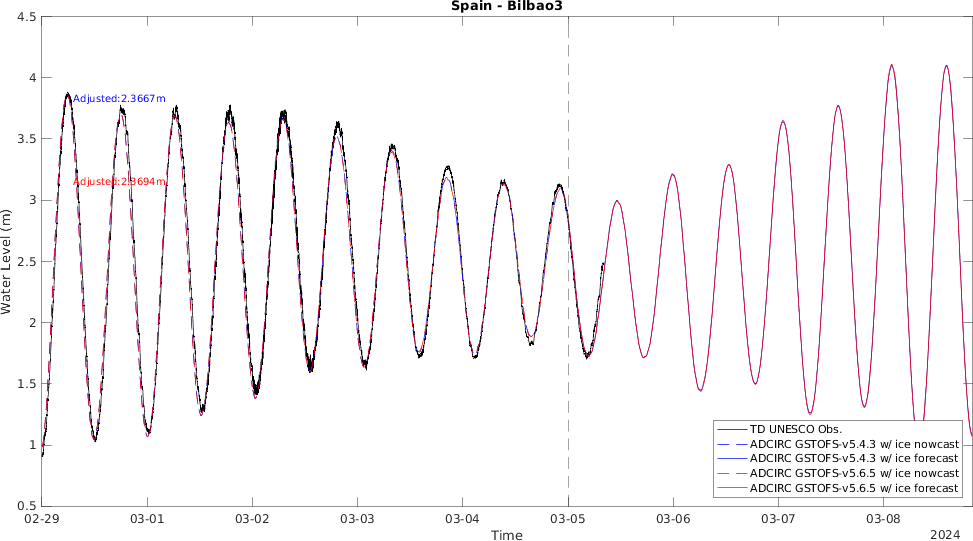 Spain - Bilbao3
4.5
4
3.5
3
2.5
2
1.5
1
0.5
Water Level (m)
Adjusted:2.3667m
Adjusted:2.3694m
TD UNESCO Obs.
ADCIRC GSTOFS-v5.4.3 w/ ice nowcast
ADCIRC GSTOFS-v5.4.3 w/ ice forecast
ADCIRC GSTOFS-v5.6.5 w/ ice nowcast
ADCIRC GSTOFS-v5.6.5 w/ ice forecast
02-29 03-01 03-02 03-03 03-04 03-05 03-06 03-07 03-08
Time
2024